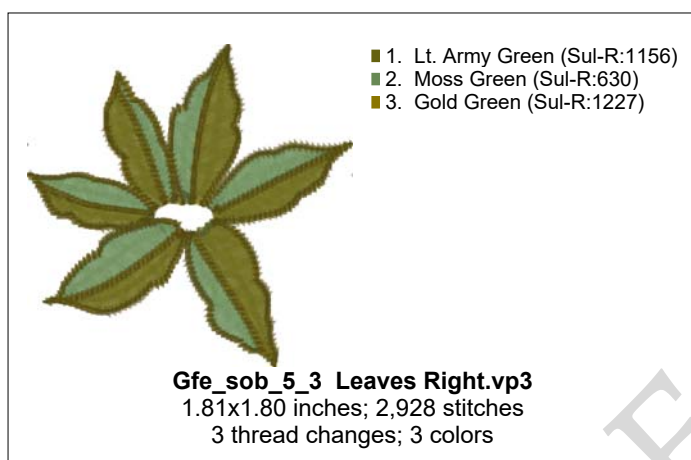 1. Lt. Army Green (Sul-R:1156)
2. Moss Green (Sul-R:630)
3. Gold Green (Sul-R:1227)
Gfe_sob_5_3 Leaves Right.vp3
1.81x1.80 inches; 2,928 stitches
3 thread changes; 3 colors